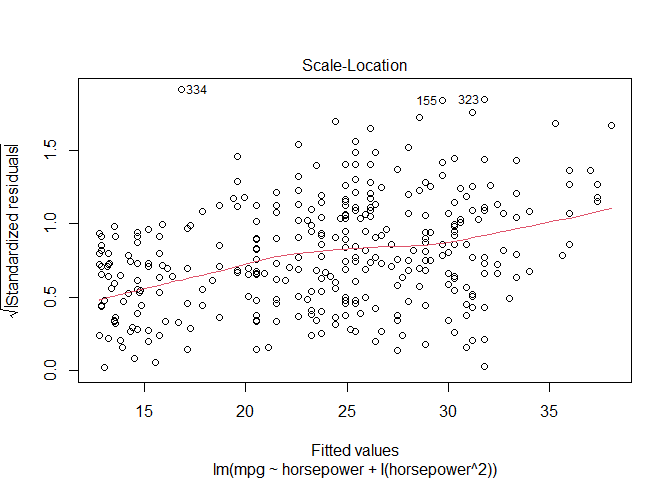 Scale-Location
√|Standardized residuals|
1.5
1.0
0.5
0.0
334
155
323
15 20 25 30 35
Fitted values
lm(mpg ~ horsepower + I(horsepower^2))